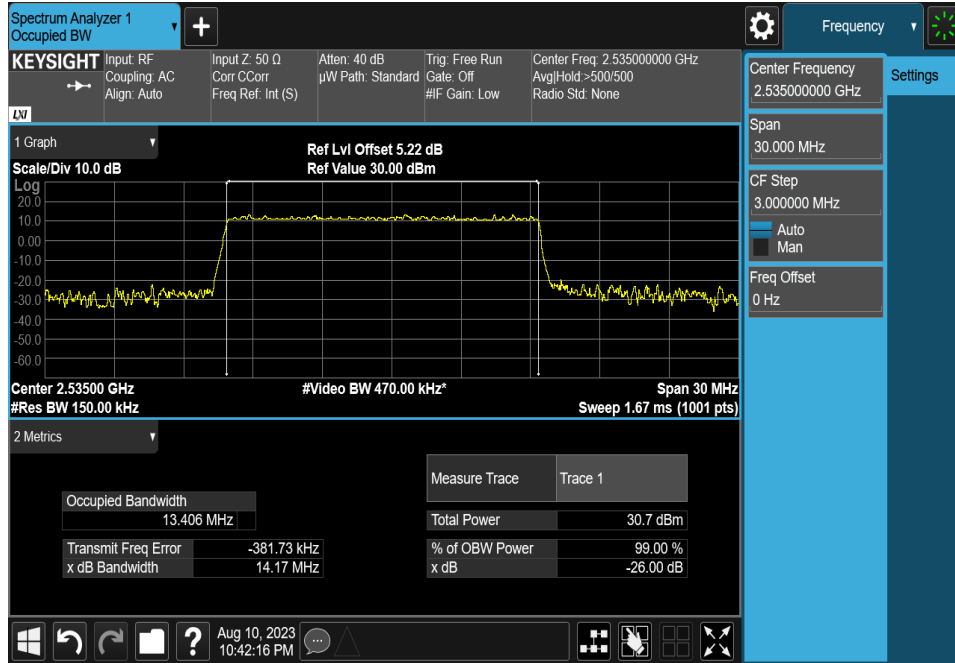 Spectrum Analyzer 1
Occupied BW
+
Frequency
KEYSIGHT
Input: RF
Coupling: AC
Align: Auto
Input Z: 50 Ω
Corr CCorr
Freq Ref: Int (S)
Atten: 40 dB
µW Path: Standard
Trig: Free Run
Gate: Off
#IF Gain: Low
Center Freq: 2.535000000 GHz
Avg|Hold:>500/500
Radio Std: None
LXI
Center Frequency
2.535000000 GHz
Settings
Span
30.000 MHz
CF Step
3.000000 MHz
Auto
Man
Freq Offset
0 Hz
1 Graph
Scale/Div 10.0 dB
Ref Lvl Offset 5.22 dB
Ref Value 30.00 dBm
Log
20.0
10.0
0.00
-10.0
-20.0
-30.0
-40.0
-50.0
-60.0
Center 2.53500 GHz
#Video BW 470.00 kHz*
Span 30 MHz
#Res BW 150.00 kHz
Sweep 1.67 ms (1001 pts)
2 Metrics
Measure Trace Trace 1
Occupied Bandwidth
13.406 MHz
Total Power 30.7 dBm
Transmit Freq Error -381.73 kHz
% of OBW Power 99.00 %
x dB Bandwidth 14.17 MHz
x dB -26.00 dB
?
Aug 10, 2023
10:42:16 PM